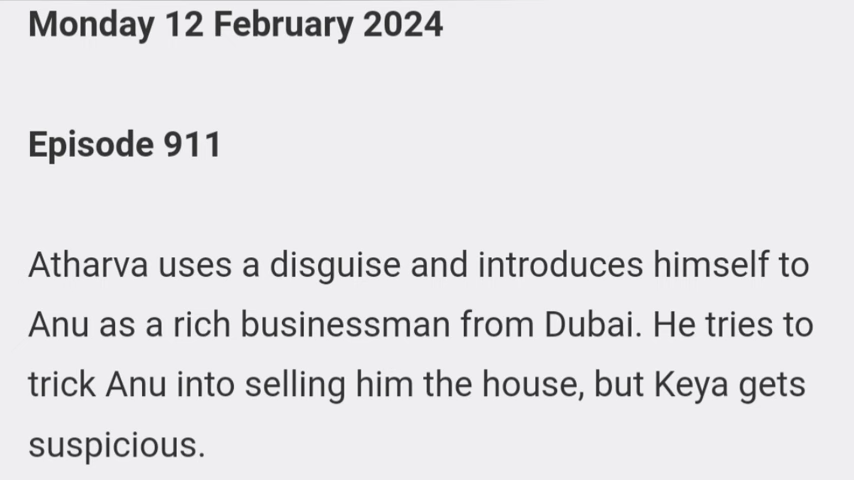 Monday 12 February 2024
Episode 911
Atharva uses a disguise and introduces himself to
Anu as a rich businessman from Dubai. He tries to
trick Anu into selling him the house, but Keya gets
suspicious.